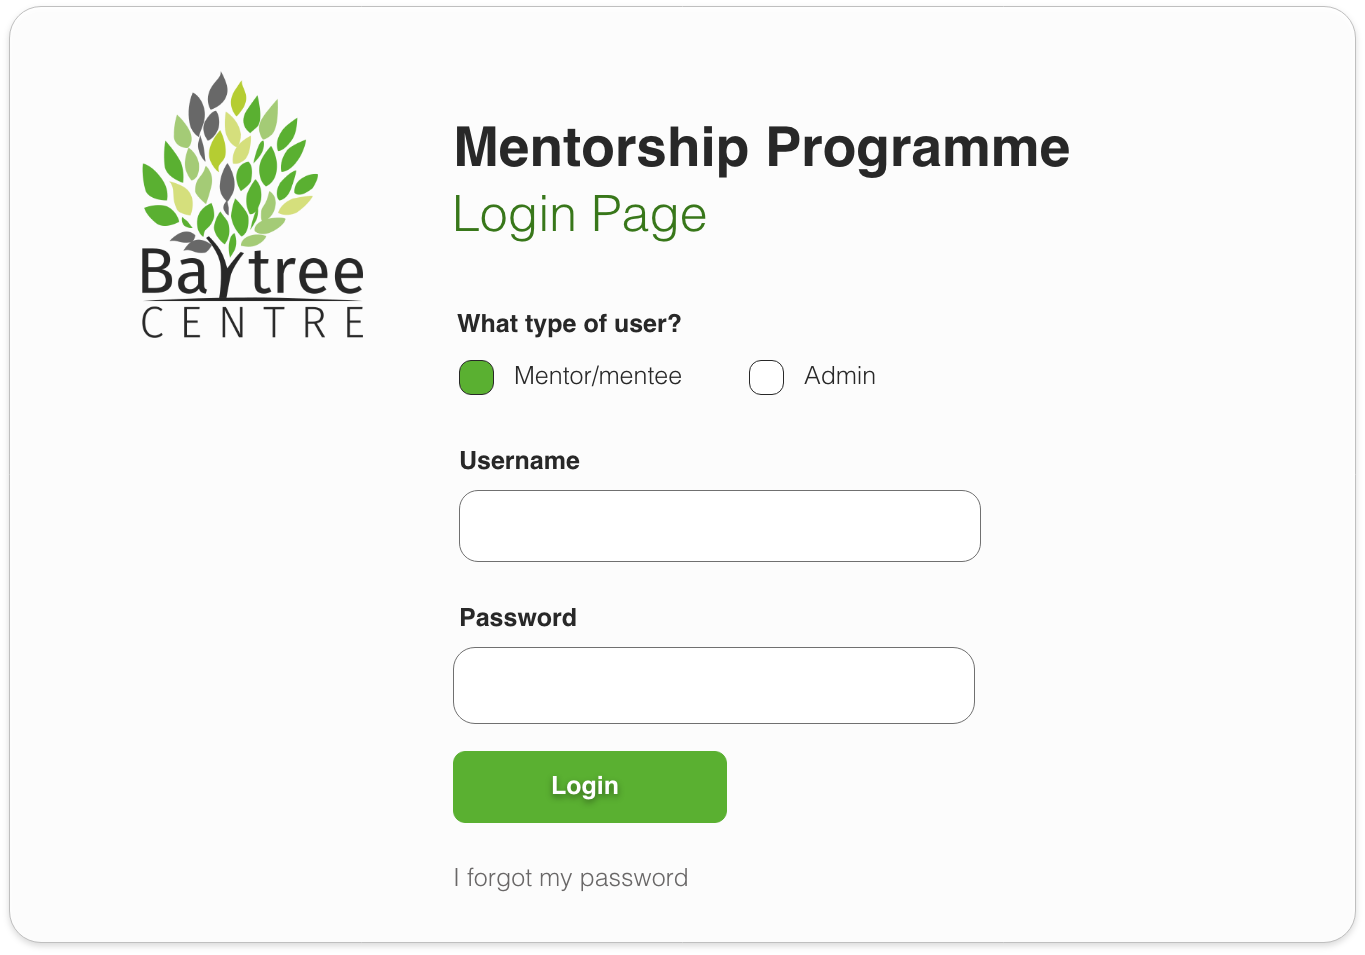 Baytree
CENTRE
Mentorship Programme
Login Page
What type of user?
Mentor/mentee Admin
Username
Password
Login
I forgot my password